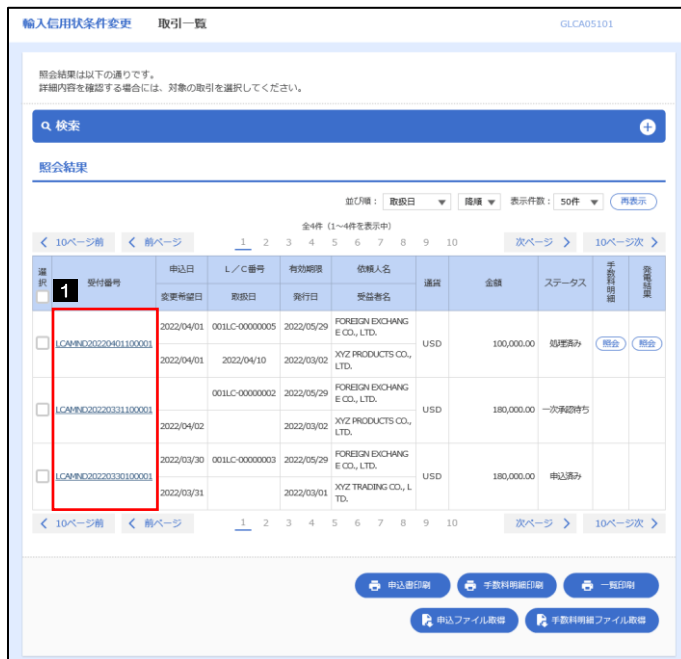 輸入信用状条件変更 取引一覧 GLCA05101
照会結果は以下の通りです。
詳細内容を確認する場合には、対象の取引を選択してください。
検索
照会結果
並び順： 取扱日 降順 表示件数： 50件 再表示
全4件（1～4件を表示中）
10ページ前 前ページ 1 2 3 4 5 6 7 8 9 10 次ページ 10ページ次
選択 受付番号 申込日 L／C番号 有効期限 依頼人名 通貨 金額 ステータス 手数料明細 発電結果
1
変更希望日 取扱日 発行日 受益者名
2022/04/01 001LC-00000005 2022/05/29 FOREIGN EXCHANG
E CO., LTD.
LCAMND20220401100001 USD 100,000.00 処理済み 照会 照会
2022/04/01 2022/04/10 2022/03/02 XYZ PRODUCTS CO.,
LTD.
001LC-00000002 2022/05/29 FOREIGN EXCHANG
E CO., LTD.
LCAMND20220331100001 USD 180,000.00 一次承認待ち
2022/04/02 2022/03/02 XYZ PRODUCTS CO.,
LTD.
2022/03/30 001LC-00000003 2022/05/29 FOREIGN EXCHANG
E CO., LTD.
LCAMND20220330100001 USD 180,000.00 申込済み
2022/03/31 2022/03/01 XYZ TRADING CO., L
TD.
10ページ前 前ページ 1 2 3 4 5 6 7 8 9 10 次ページ 10ページ次
申込書印刷 手数料明細印刷 一覧印刷
申込ファイル取得 手数料明細ファイル取得